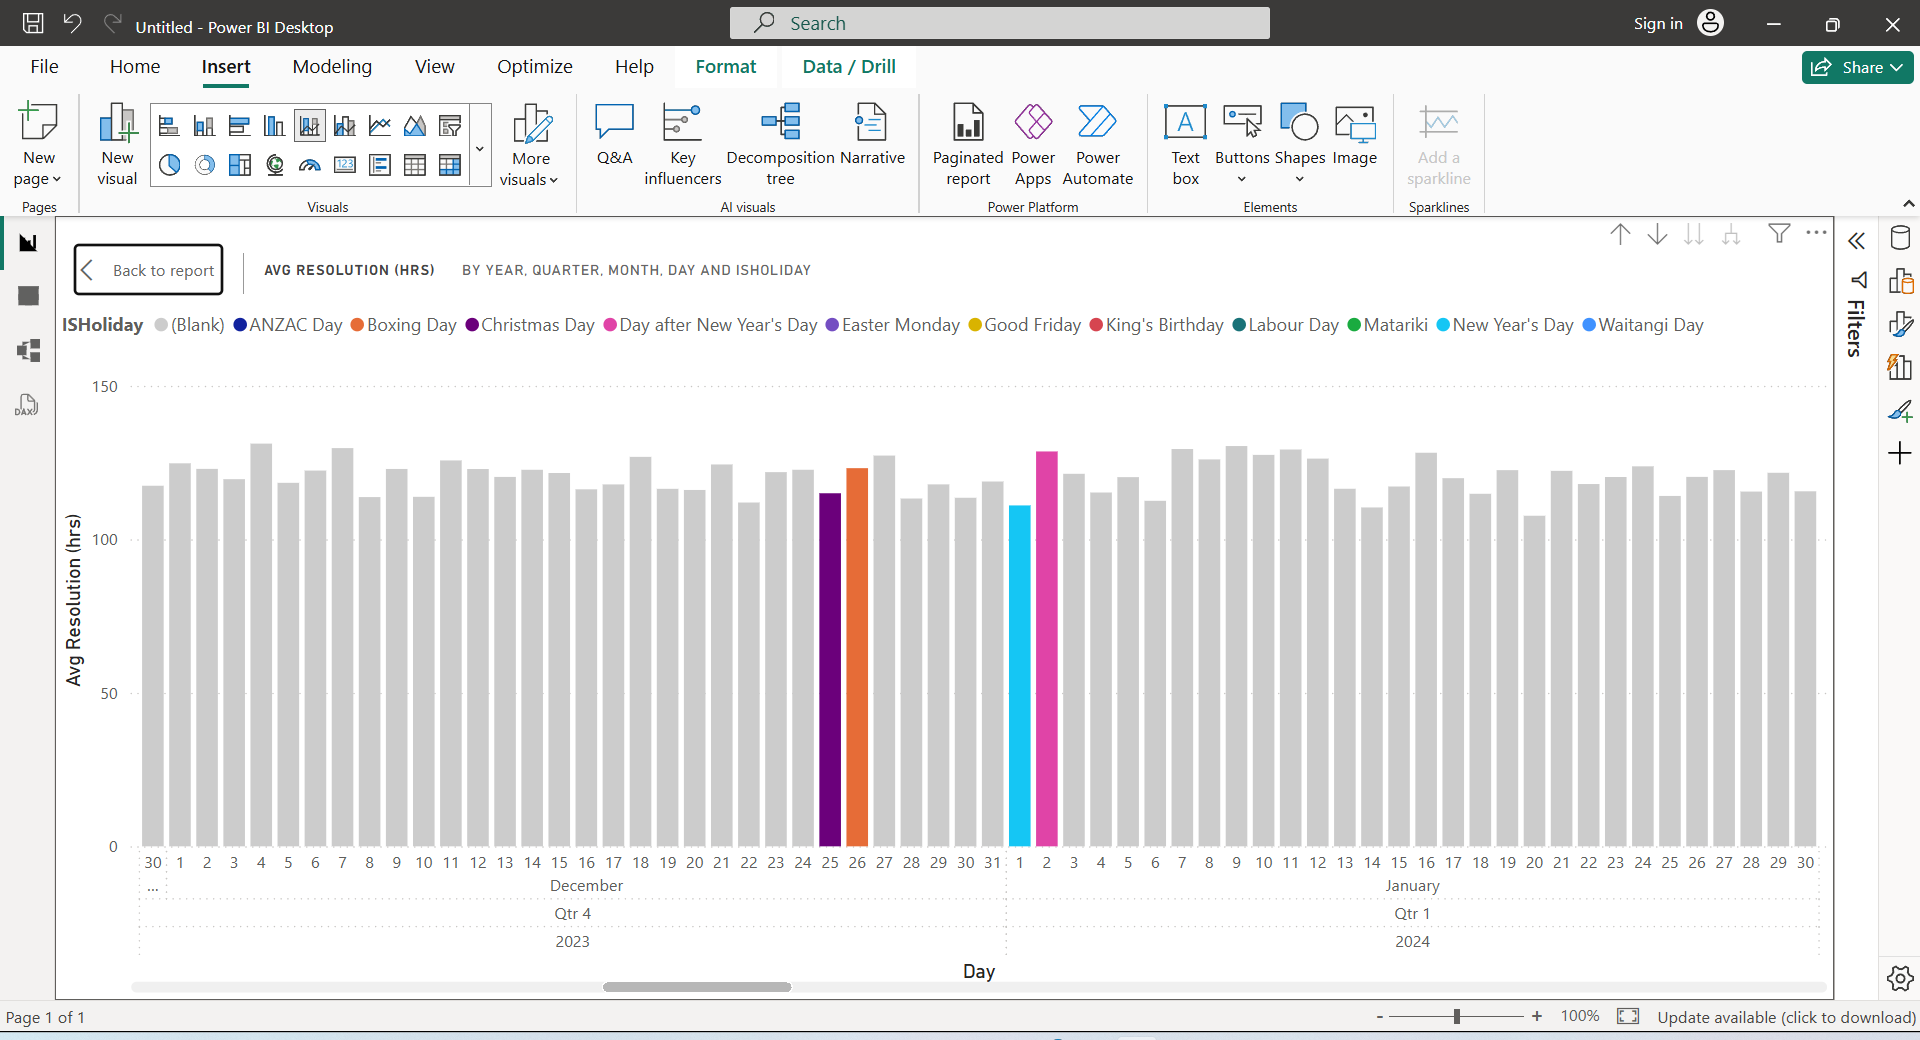 Untitled - Power BI Desktop
Search
Sign in
File Home Insert Modeling View Optimize Help Format Data / Drill
Share
New page
New visual
123
More visuals
Q&A
Key influencers
Decomposition tree
Narrative
Paginated report
Power Apps
Power Automate
A
Text box
Buttons
Shapes
Image
Add a sparkline
Pages
Visuals
AI visuals
Power Platform
Elements
Sparklines
DAX
Back to report
AVG RESOLUTION (HRS)
BY YEAR, QUARTER, MONTH, DAY AND ISHOLIDAY
ISHoliday (Blank) ANZAC Day Boxing Day Christmas Day Day after New Year's Day Easter Monday Good Friday King's Birthday Labour Day Matariki New Year's Day Waitangi Day
Filters
Avg Resolution (hrs)
150
100
50
0
30 1 2 3 4 5 6 7 8 9 10 11 12 13 14 15 16 17 18 19 20 21 22 23 24 25 26 27 28 29 30 31 1 2 3 4 5 6 7 8 9 10 11 12 13 14 15 16 17 18 19 20 21 22 23 24 25 26 27 28 29 30
... December January
Qtr 4 Qtr 1
2023 2024
Day
Page 1 of 1
- + 100%
Update available (click to download)